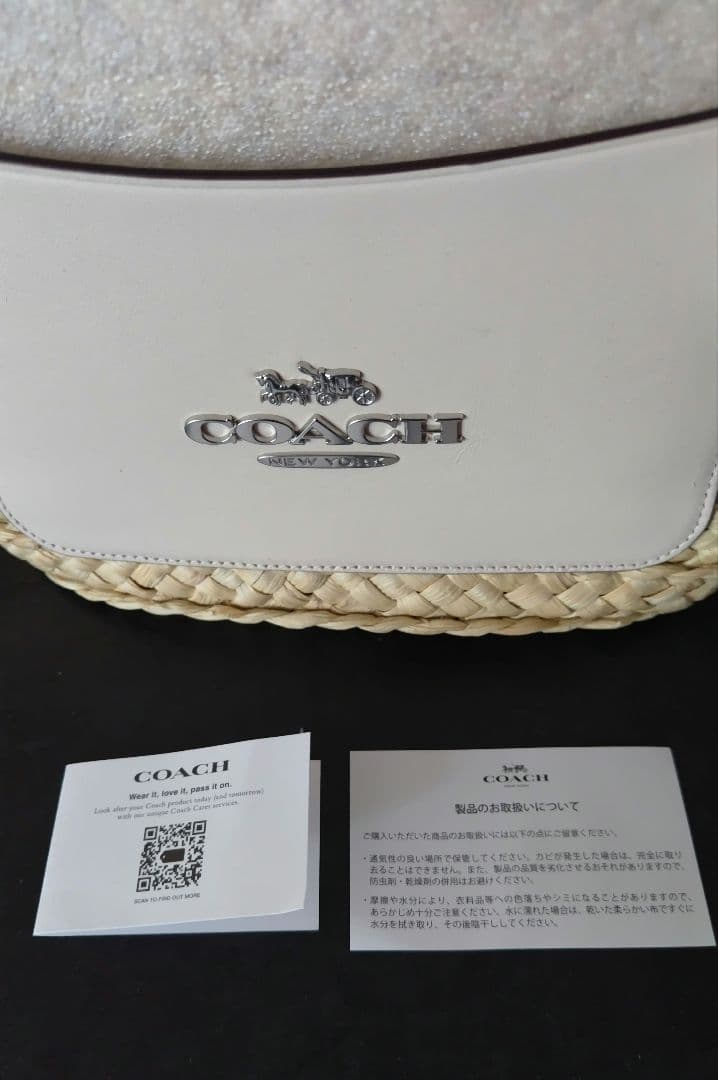 COACH
NEW YORK
COACH
Wear it, love it, pass it on.
Look after your Coach product today (and tomorrow)
with our unique Coach Cares services.
SCAN TO FIND OUT MORE
COACH
NEW YORK
製品のお取扱いについて
ご購入いただいた商品のお取扱いには以下の点にご留意ください。
・通気性の良い場所で保管してください。カビが発生した場合は、完全に取り
去ることはできません。また、製品の品質を劣化させるおそれがありますので、
防虫剤・乾燥剤の併用はお避けください。
・摩擦や水分により、衣料品等への色落ちやシミになることがありますので、
あらかじめ十分ご注意ください。水に濡れた場合は、乾いた柔らかい布ですぐに
水分を拭き取り、その後陰干ししてください。